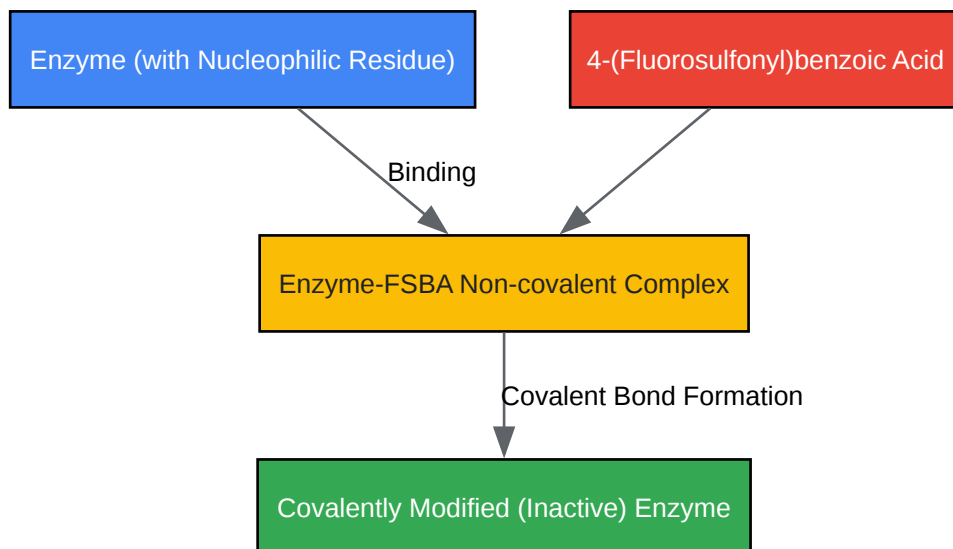 Enzyme (with Nucleophilic Residue)
4-(Fluorosulfonyl)benzoic Acid
Binding
Enzyme-FSBA Non-covalent Complex
Covalent Bond Formation
Covalently Modified (Inactive) Enzyme